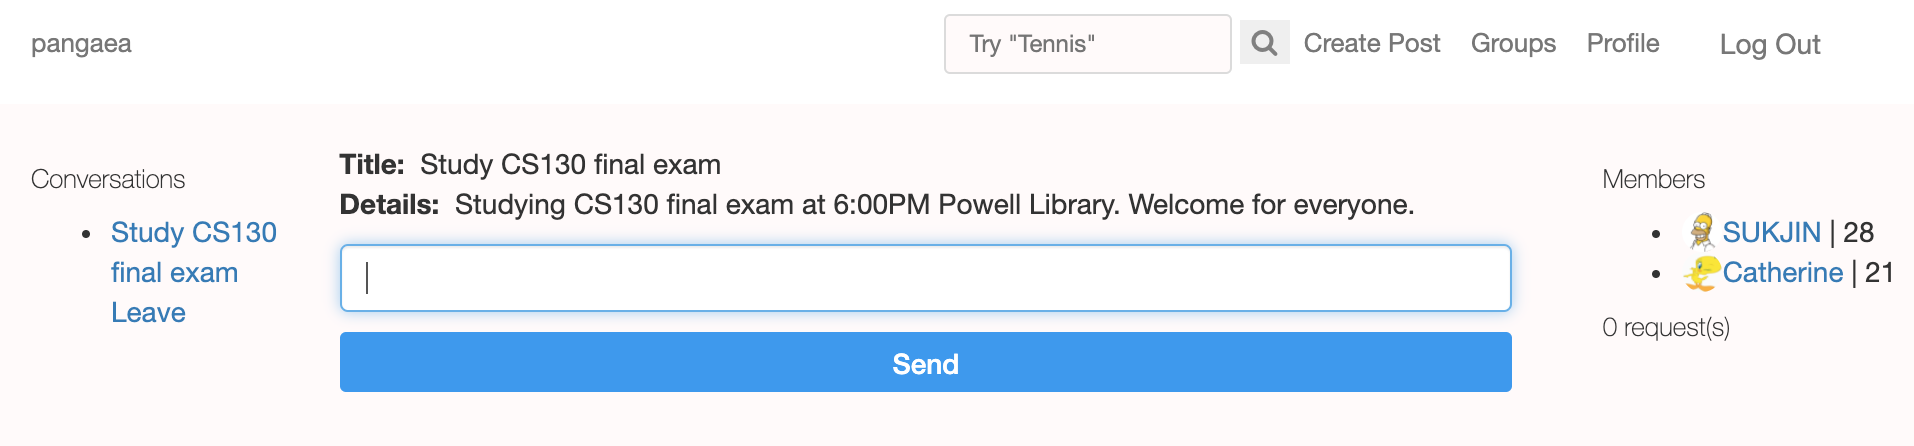 pangaea
Try "Tennis"
Create Post
Groups
Profile
Log Out
Conversations
Study CS130
final exam
Leave
Title: Study CS130 final exam
Details: Studying CS130 final exam at 6:00PM Powell Library. Welcome for everyone.
Send
Members
SUKJIN | 28
Catherine | 21
0 request(s)